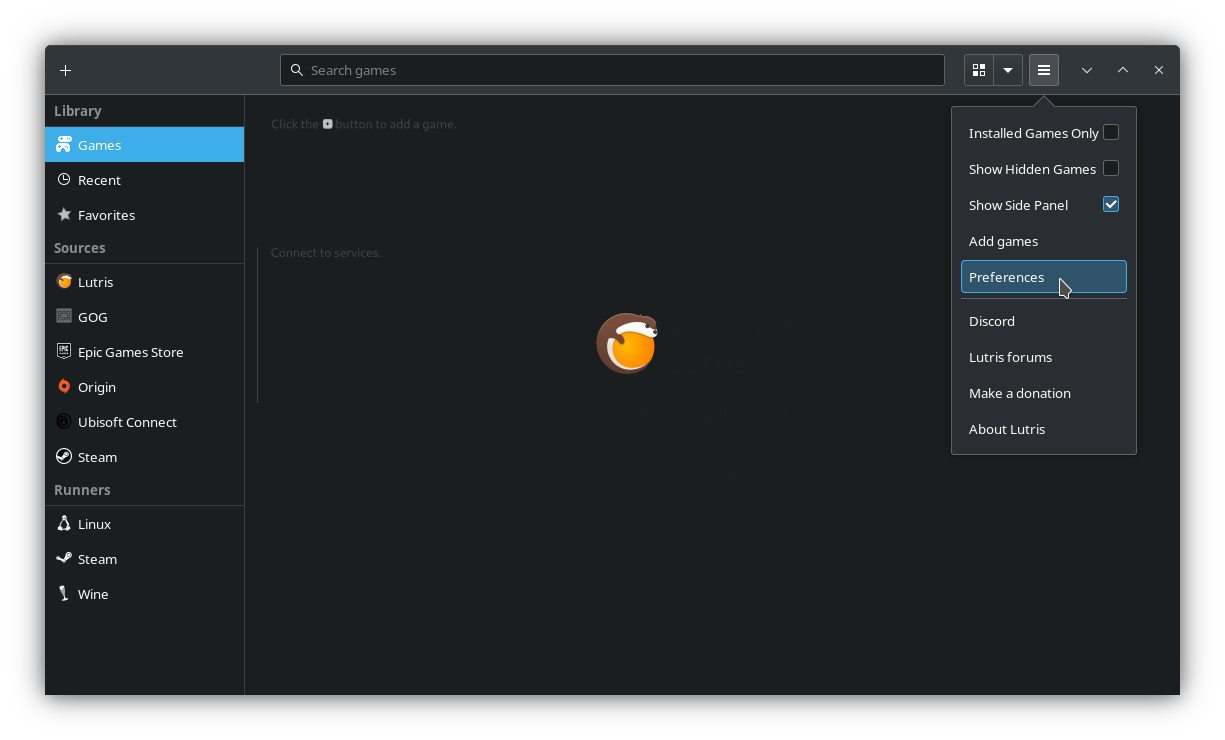 Search games
Library
Games
Recent
Favorites
Sources
Lutris
GOG
Epic Games Store
Origin
Ubisoft Connect
Steam
Runners
Linux
Steam
Wine
Click the button to add a game.
Connect to services.
Installed Games Only
Show Hidden Games
Show Side Panel
Add games
Preferences
Discord
Lutris forums
Make a donation
About Lutris